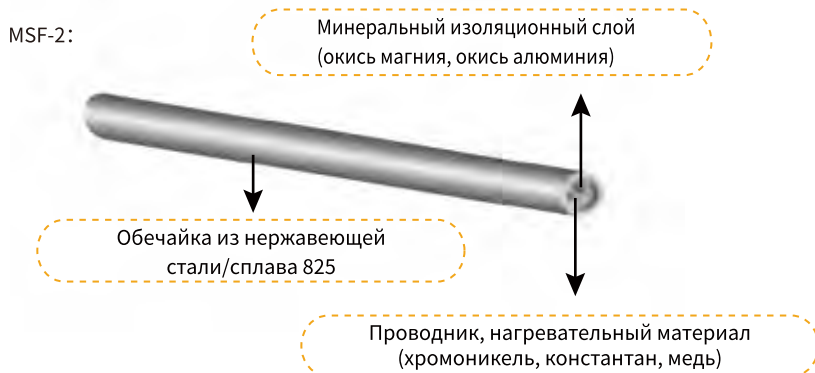 MSF-2:
Минеральный изоляционный слой
(окись магния, окись алюминия)
Обечайка из нержавеющей
стали/сплава 825
Проводник, нагревательный материал
(хромоникель, константан, медь)